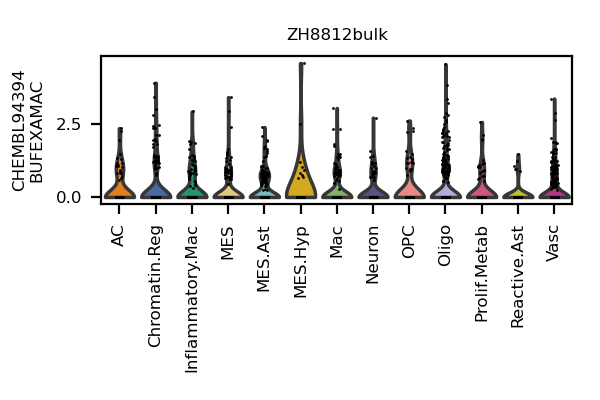 ZH8812bulk
CHEMBL94394
BUFEXAMAC
2.5
0.0
AC
Chromatin.Reg
Inflammatory.Mac
MES
MES.Ast
MES.Hyp
Mac
Neuron
OPC
Oligo
Prolif.Metab
Reactive.Ast
Vasc